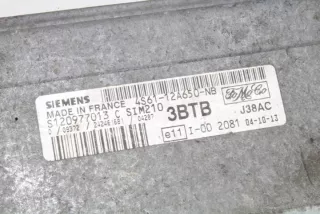 SIEMENS
MADE IN FRANCE 4S61-12A650-NB
S120977013 C SIM210 3BTB J38AC
e11 I-00 2081 04-10-13